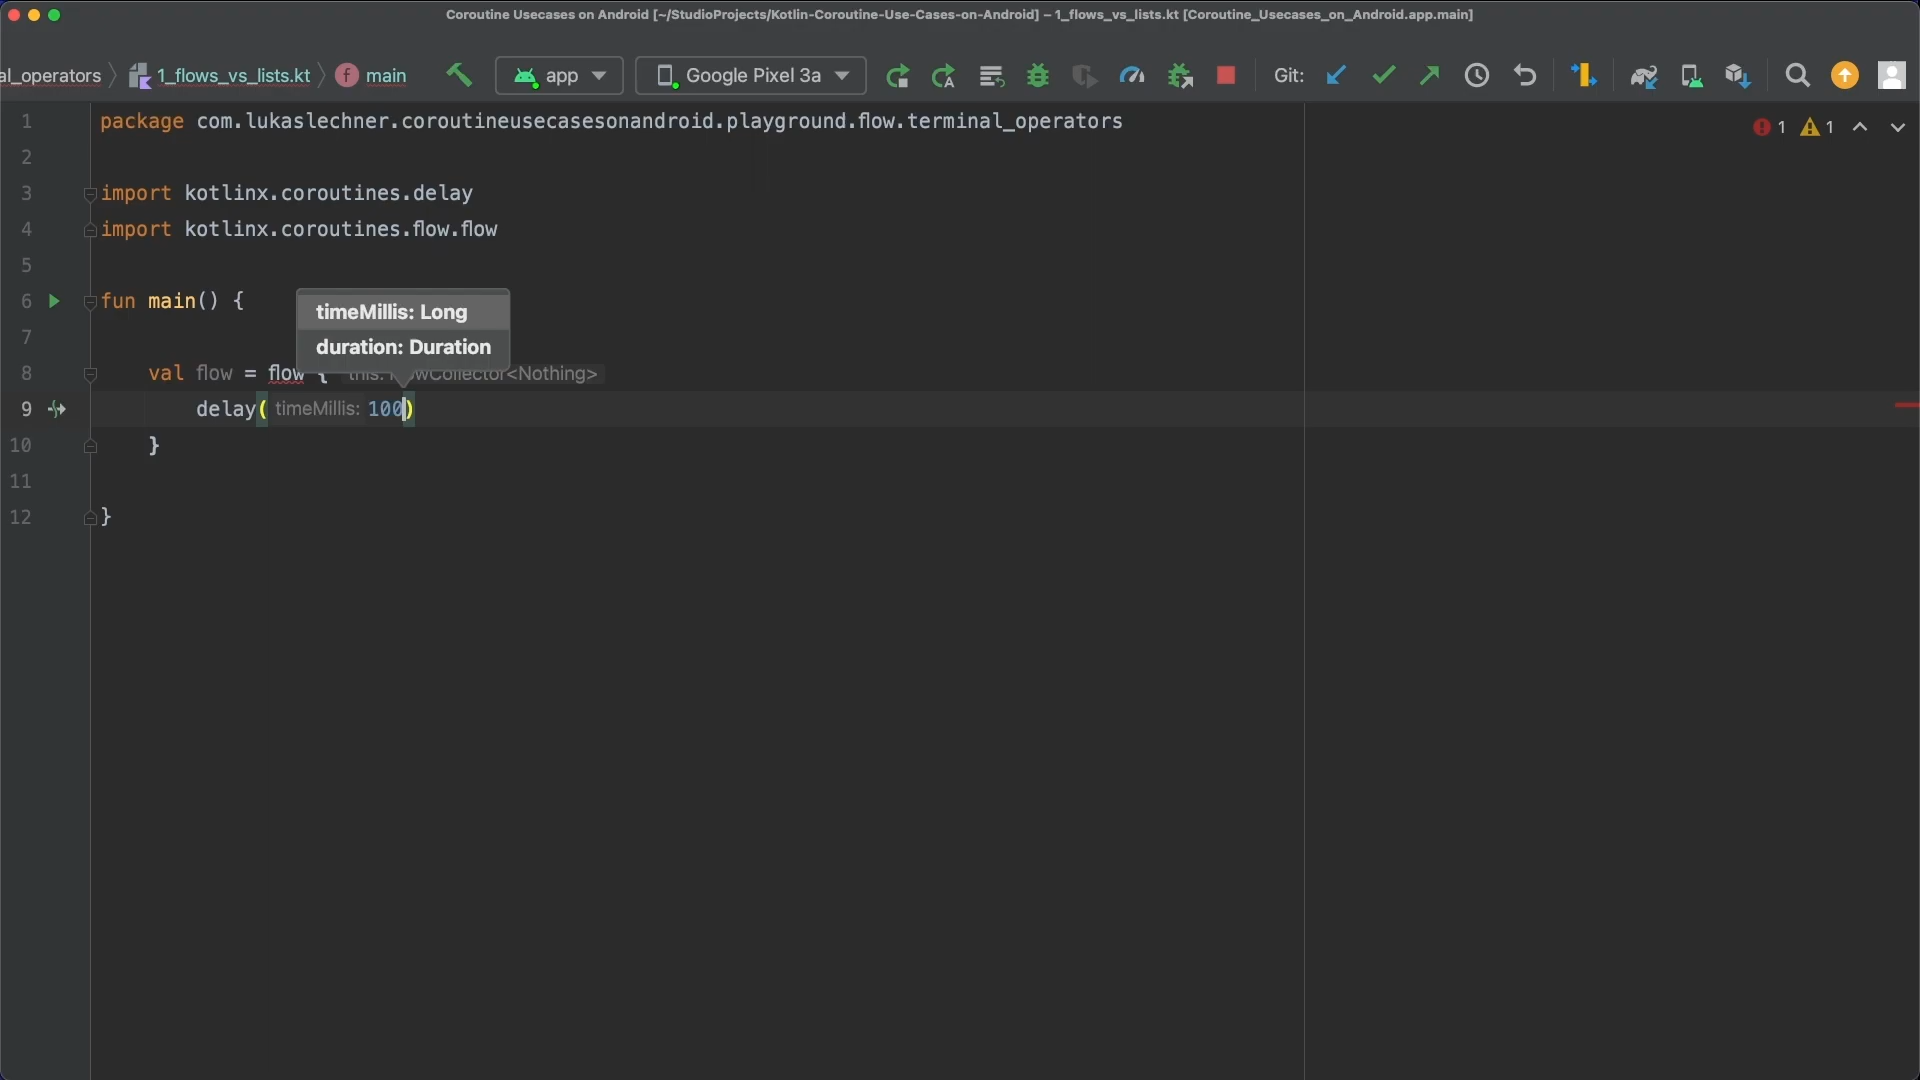 Coroutine Usecases on Android [~/StudioProjects/Kotlin-Coroutine-Use-Cases-on-Android] – 1_flows_vs_lists.kt [Coroutine_Usecases_on_Android.app.main]
al_operators 1_flows_vs_lists.kt f main app Google Pixel 3a Git:
1 package com.lukaslechner.coroutineusecasesonandroid.playground.flow.terminal_operators
1 1
2
3 import kotlinx.coroutines.delay
4 import kotlinx.coroutines.flow.flow
5
6 fun main() {
timeMillis: Long
7
duration: Duration
8 val flow = flow { this: FlowCollector<Nothing>
9 delay( timeMillis: 100)
10 }
11
12 }